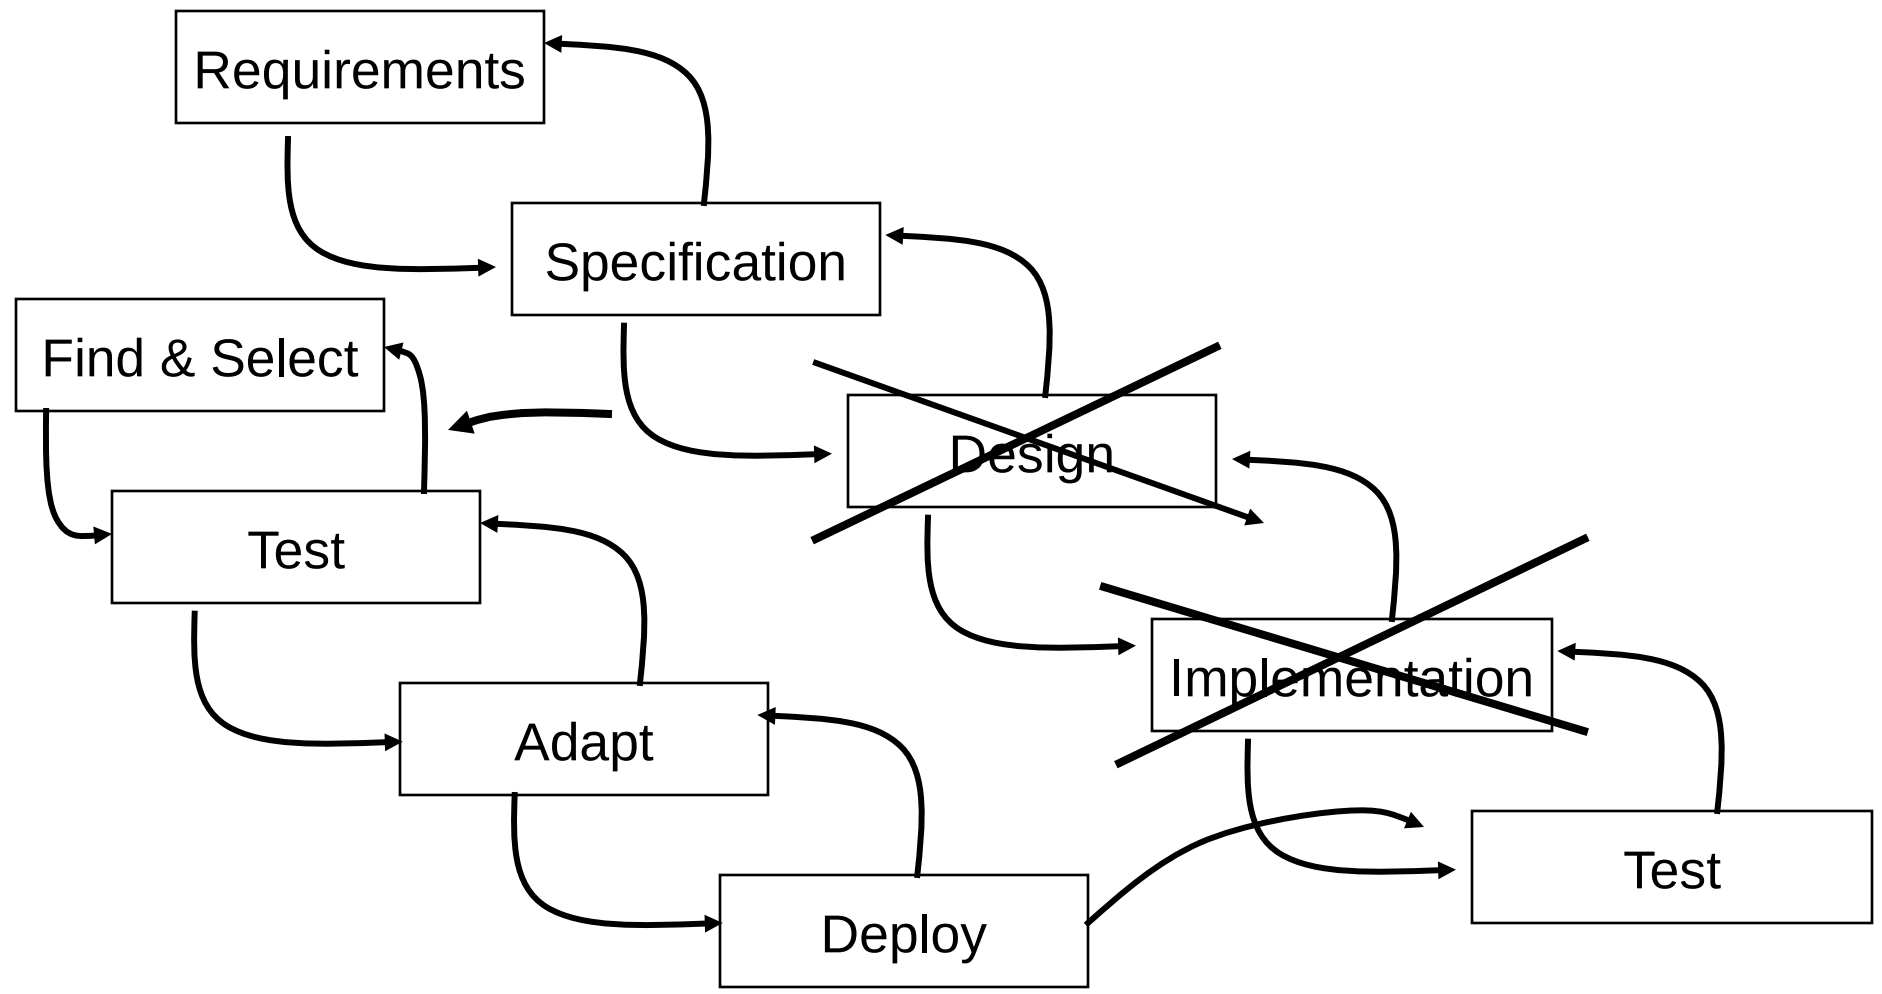 Requirements
Specification
Find & Select
Design
Test
Implementation
Adapt
Test
Deploy